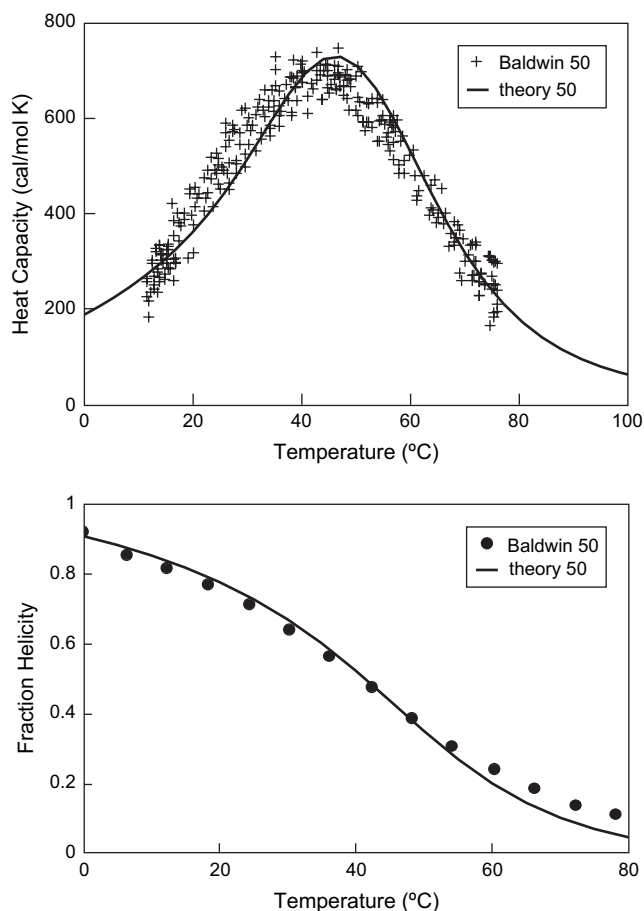 800
600
400
200
0
Heat Capacity (cal/mol K)
Baldwin 50
theory 50
0 20 40 60 80 100
Temperature (ºC)
1
0.8
0.6
0.4
0.2
0
Fraction Helicity
Baldwin 50
theory 50
0 20 40 60 80
Temperature (ºC)